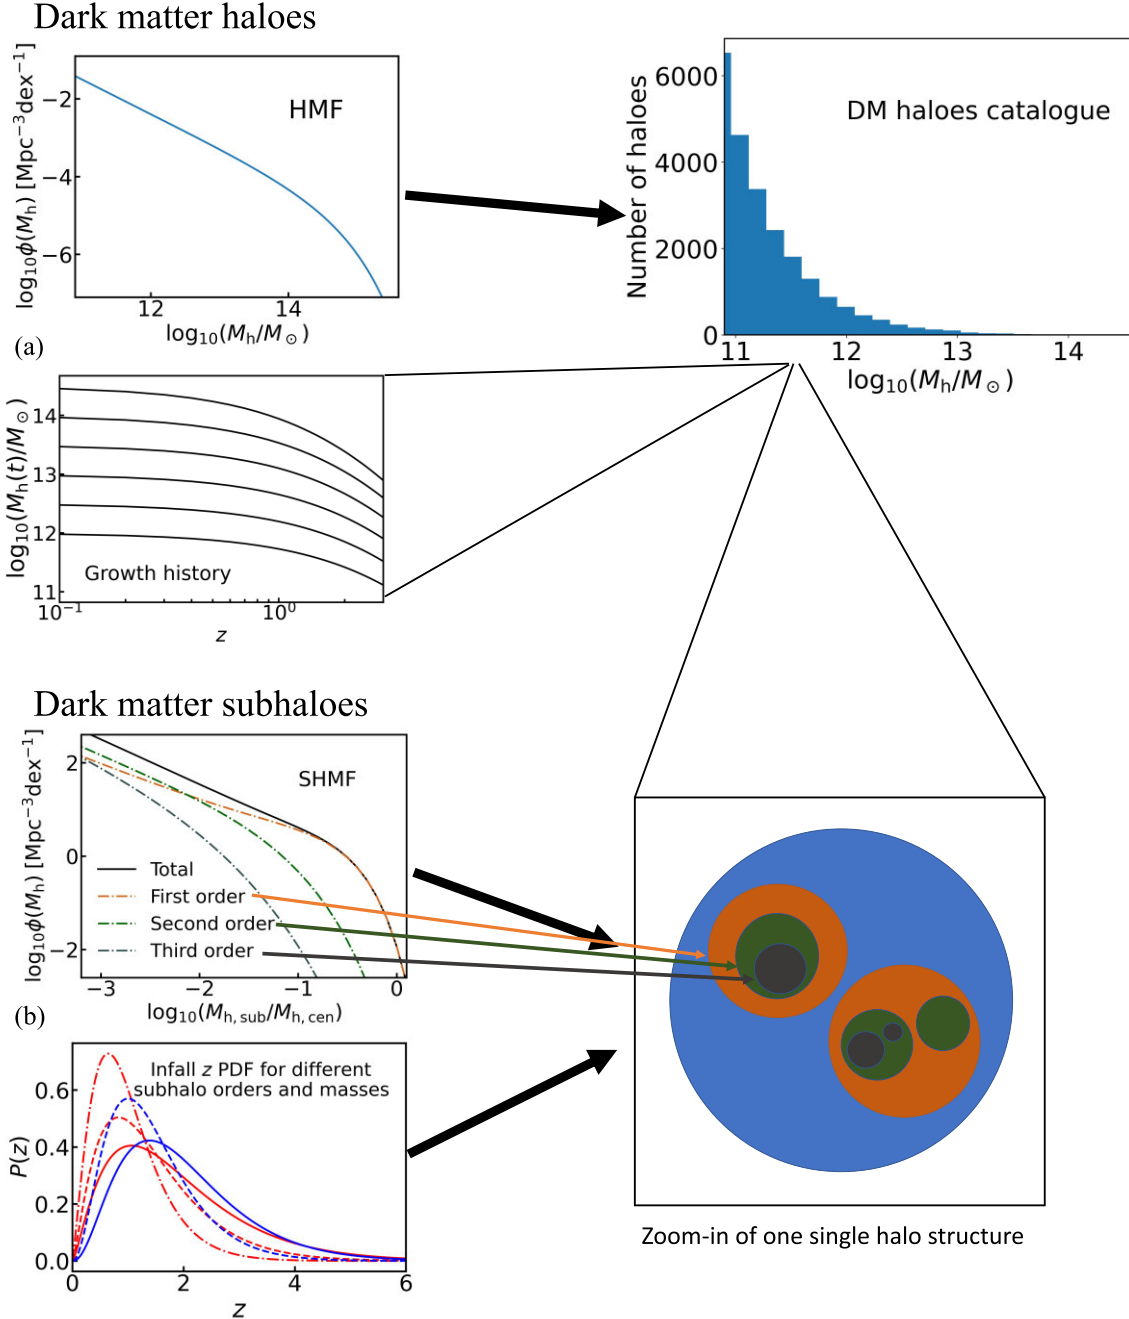 Dark matter haloes
log₁₀ϕ(Mₕ) [Mpc⁻³dex⁻¹]
−2
−4
−6
HMF
12
14
log₁₀(Mₕ/M☉)
Number of haloes
6000
4000
2000
0
DM haloes catalogue
11
12
13
14
log₁₀(Mₕ/M☉)
(a)
log₁₀(Mₕ(t)/M☉)
14
13
12
11
Growth history
10⁻¹
10⁰
z
Dark matter subhaloes
log₁₀ϕ(Mₕ) [Mpc⁻³dex⁻¹]
2
0
−2
SHMF
Total
First order
Second order
Third order
−3
−2
−1
0
log₁₀(Mₕ,sub/Mₕ,cen)
(b)
P(z)
0.6
0.4
0.2
0.0
Infall z PDF for different
subhalo orders and masses
0
2
4
6
z
Zoom-in of one single halo structure